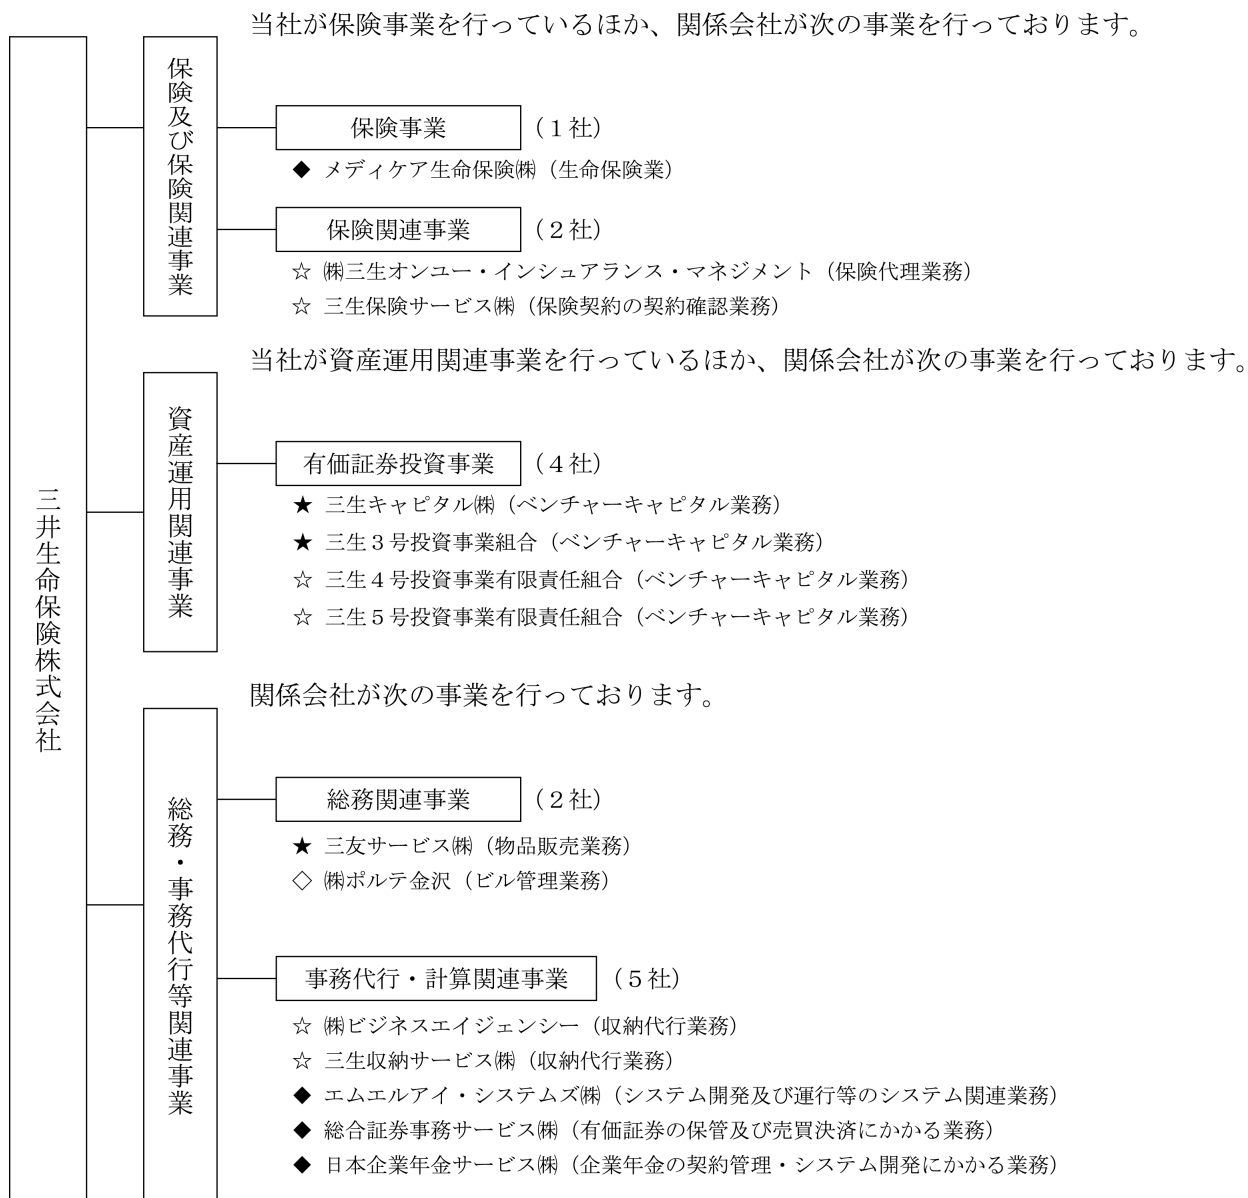 三井生命保険株式会社
保険及び保険関連事業
当社が保険事業を行っているほか、関係会社が次の事業を行っております。
保険事業 (1社)
◆ メディケア生命保険㈱（生命保険業）
保険関連事業 (2社)
☆ ㈱三生オンユー・インシュアランス・マネジメント（保険代理業務）
☆ 三生保険サービス㈱（保険契約の契約確認業務）
資産運用関連事業
当社が資産運用関連事業を行っているほか、関係会社が次の事業を行っております。
有価証券投資事業 (4社)
★ 三生キャピタル㈱（ベンチャーキャピタル業務）
★ 三生3号投資事業組合（ベンチャーキャピタル業務）
☆ 三生4号投資事業有限責任組合（ベンチャーキャピタル業務）
☆ 三生5号投資事業有限責任組合（ベンチャーキャピタル業務）
総務・事務代行等関連事業
関係会社が次の事業を行っております。
総務関連事業 (2社)
★ 三友サービス㈱（物品販売業務）
◇ ㈱ポルテ金沢（ビル管理業務）
事務代行・計算関連事業 (5社)
☆ ㈱ビジネスエイジェンシー（収納代行業務）
☆ 三生収納サービス㈱（収納代行業務）
◆ エムエルアイ・システムズ㈱（システム開発及び運行等のシステム関連業務）
◆ 総合証券事務サービス㈱（有価証券の保管及び売買決済にかかる業務）
◆ 日本企業年金サービス㈱（企業年金の契約管理・システム開発にかかる業務）